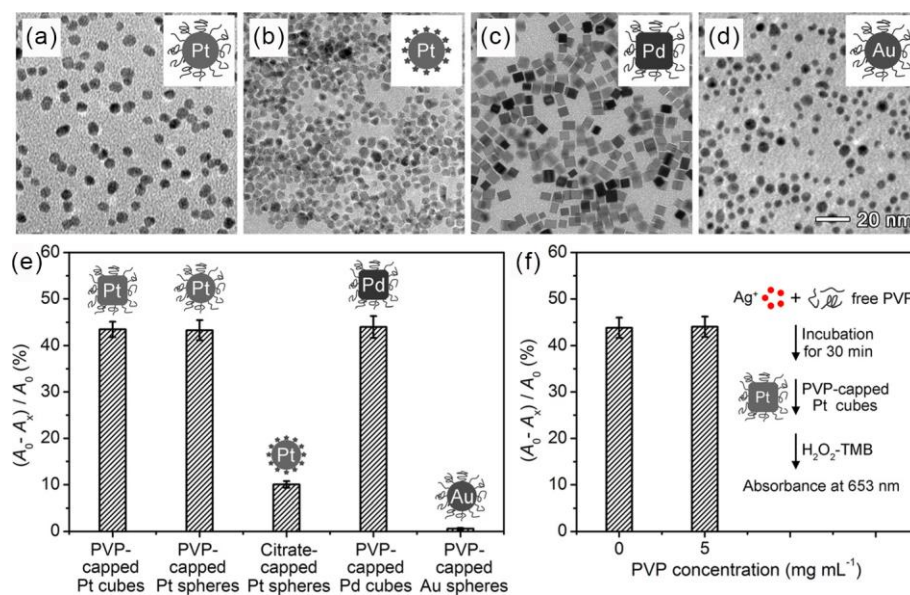 (a) Pt (b) Pt (c) Pd (d) Au
20 nm
(e)
(A₀- Aₓ) / A₀ (%)
60
50
40
30
20
10
0
Pt
Pt
Pt
Pd
Au
PVP-
capped
Pt cubes
PVP-
capped
Pt spheres
Citrate-
capped
Pt spheres
PVP-
capped
Pd cubes
PVP-
capped
Au spheres
(f)
(A₀- Aₓ) / A₀ (%)
60
50
40
30
20
10
0
0 5
PVP concentration (mg mL⁻¹)
Ag⁺ + free PVP
Incubation
for 30 min
Pt
PVP-capped
Pt cubes
H₂O₂-TMB
Absorbance at 653 nm